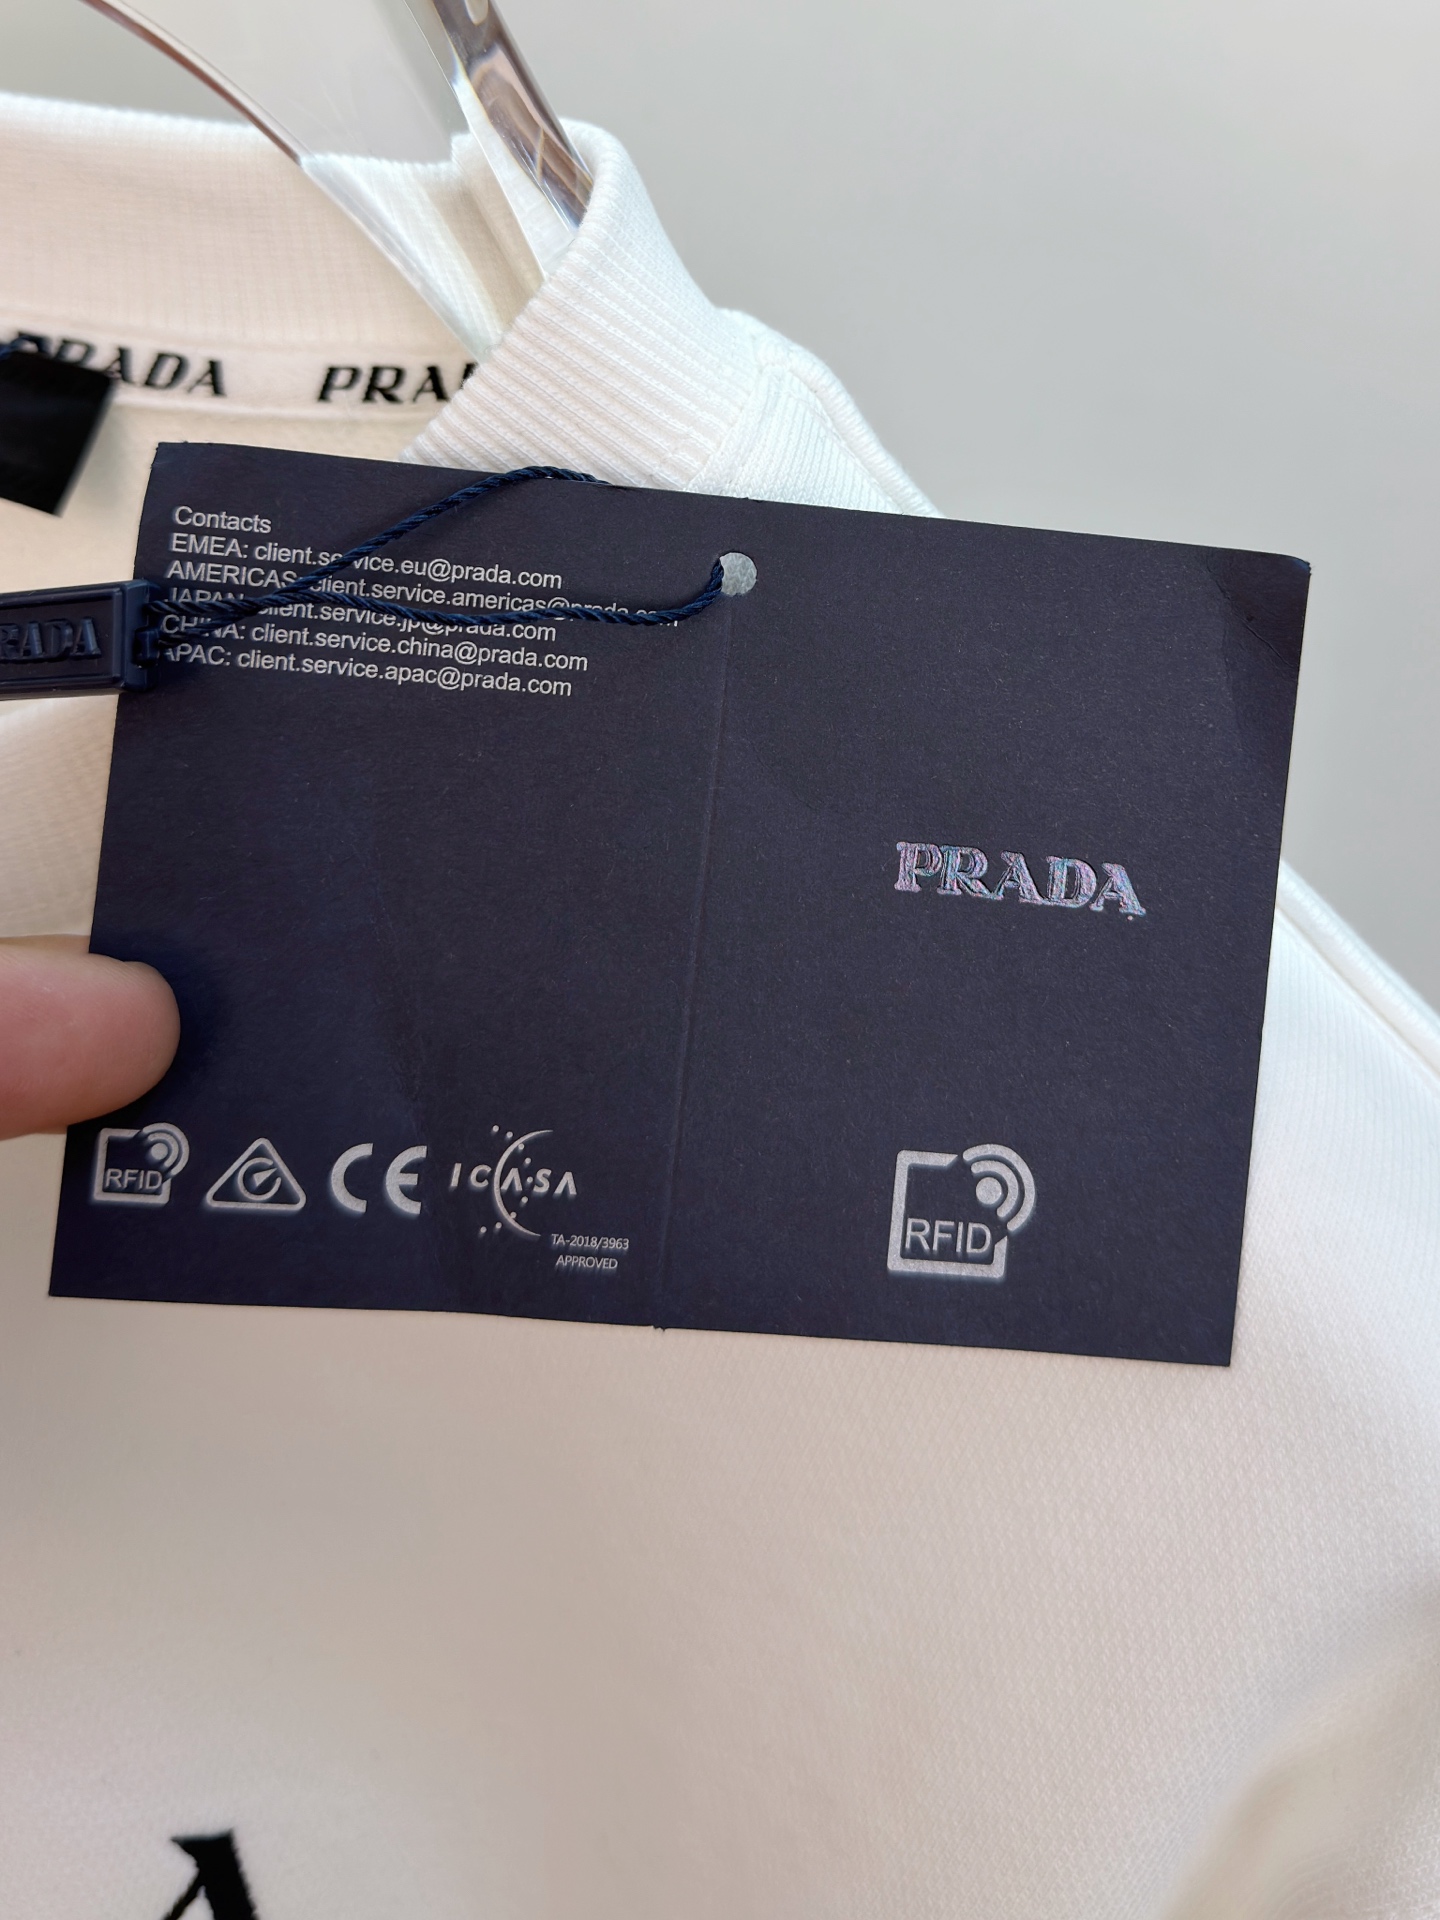 PRADA PRA
Contacts
EMEA: client.service.eu@prada.com
AMERICAS: client.service.americas@prada.com
JAPAN: client.service.jp@prada.com
CHINA: client.service.china@prada.com
APAC: client.service.apac@prada.com
RADA
PRADA
RFID
CE
ICASA
TA-2018/3963
APPROVED
RFID
A